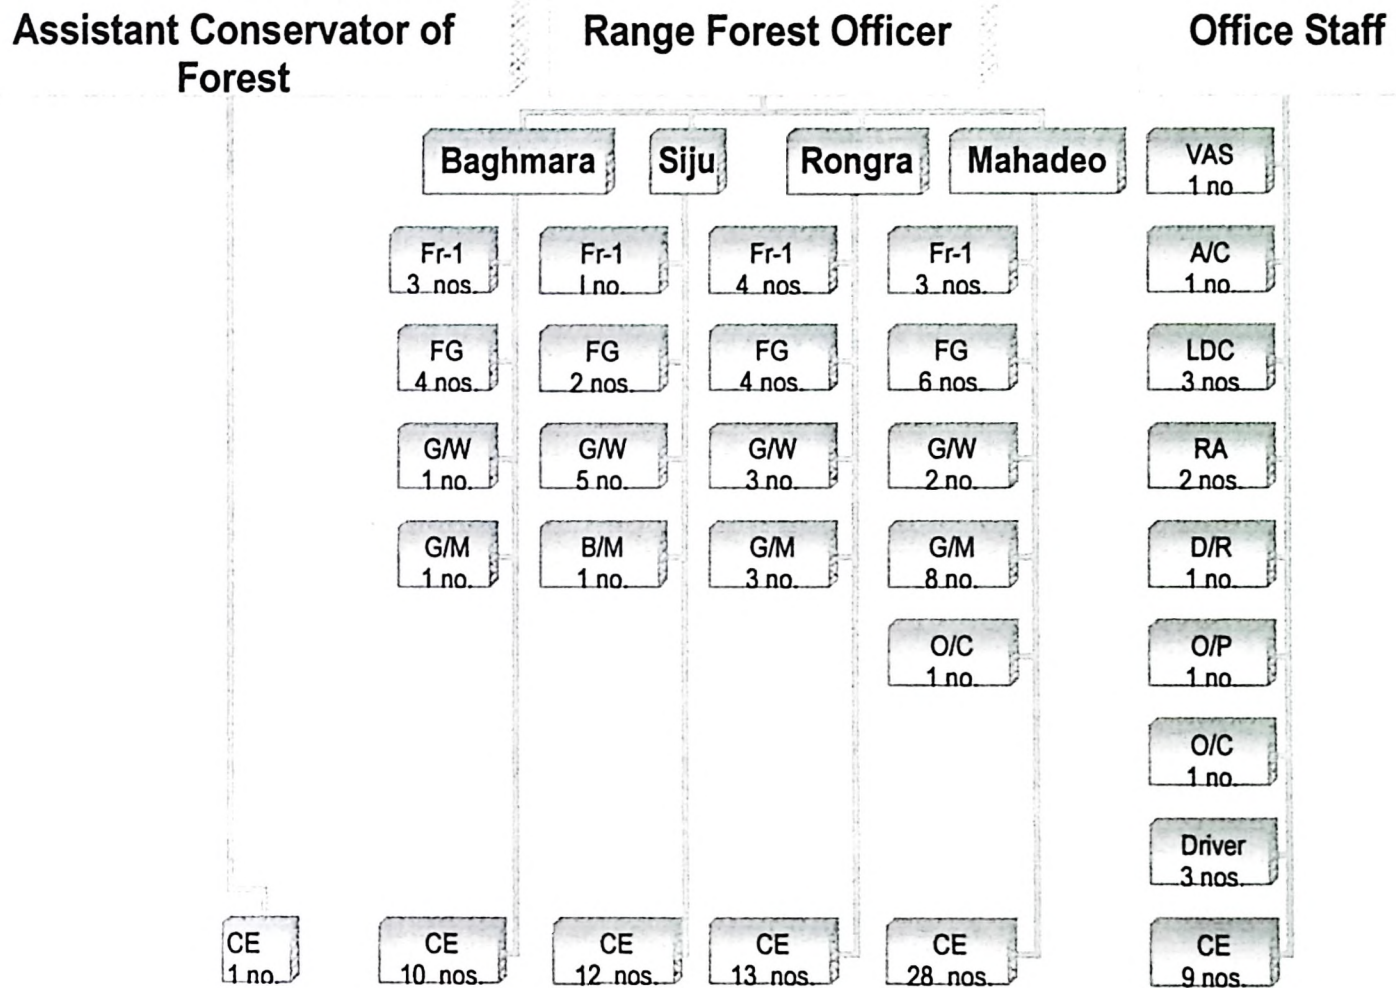 Assistant Conservator of
Forest
Range Forest Officer
Office Staff
Baghmara
Siju
Rongra
Mahadeo
VAS
1 no
Fr-1
3 nos.
Fr-1
1 no.
Fr-1
4 nos.
Fr-1
3 nos.
A/C
1 no.
FG
4 nos.
FG
2 nos.
FG
4 nos.
FG
6 nos.
LDC
3 nos.
G/W
1 no.
G/W
5 no.
G/W
3 no.
G/W
2 no.
RA
2 nos.
G/M
1 no.
B/M
1 no.
G/M
3 no.
G/M
8 no.
D/R
1 no.
O/C
1 no.
O/P
1 no.
O/C
1 no.
Driver
3 nos.
CE
1 no.
CE
10 nos.
CE
12 nos.
CE
13 nos.
CE
28 nos.
CE
9 nos.